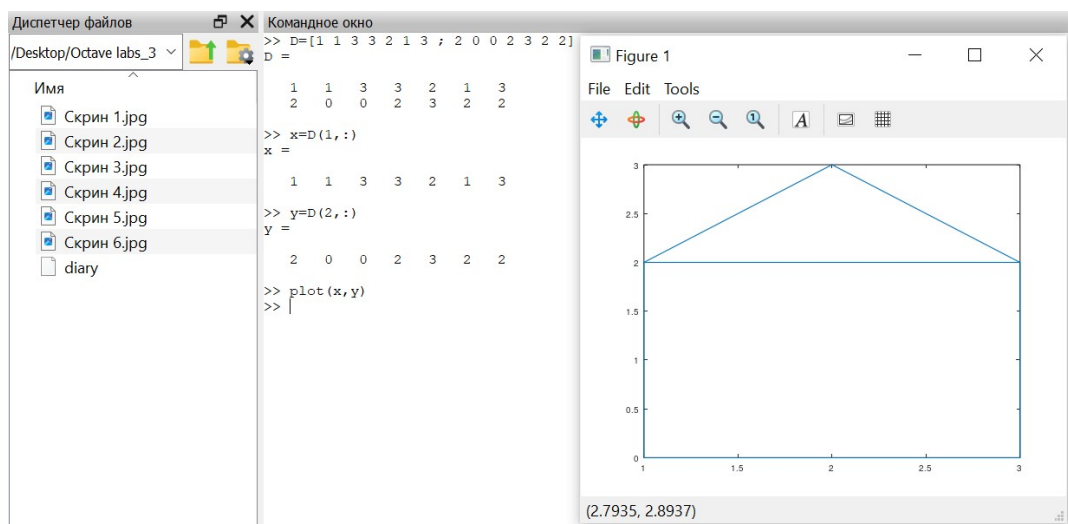 Диспетчер файлов
/Desktop/Octave labs_3
Имя
Скрин 1.jpg
Скрин 2.jpg
Скрин 3.jpg
Скрин 4.jpg
Скрин 5.jpg
Скрин 6.jpg
diary
Командное окно
>> D=[1 1 3 3 2 1 3 ; 2 0 0 2 3 2 2]
D =
1 1 3 3 2 1 3
2 0 0 2 3 2 2
>> x=D(1,:)
x =
1 1 3 3 2 1 3
>> y=D(2,:)
y =
2 0 0 2 3 2 2
>> plot(x,y)
>>
Figure 1
File Edit Tools
A
3
2.5
2
1.5
1
0.5
0
1 1.5 2 2.5 3
(2.7935, 2.8937)